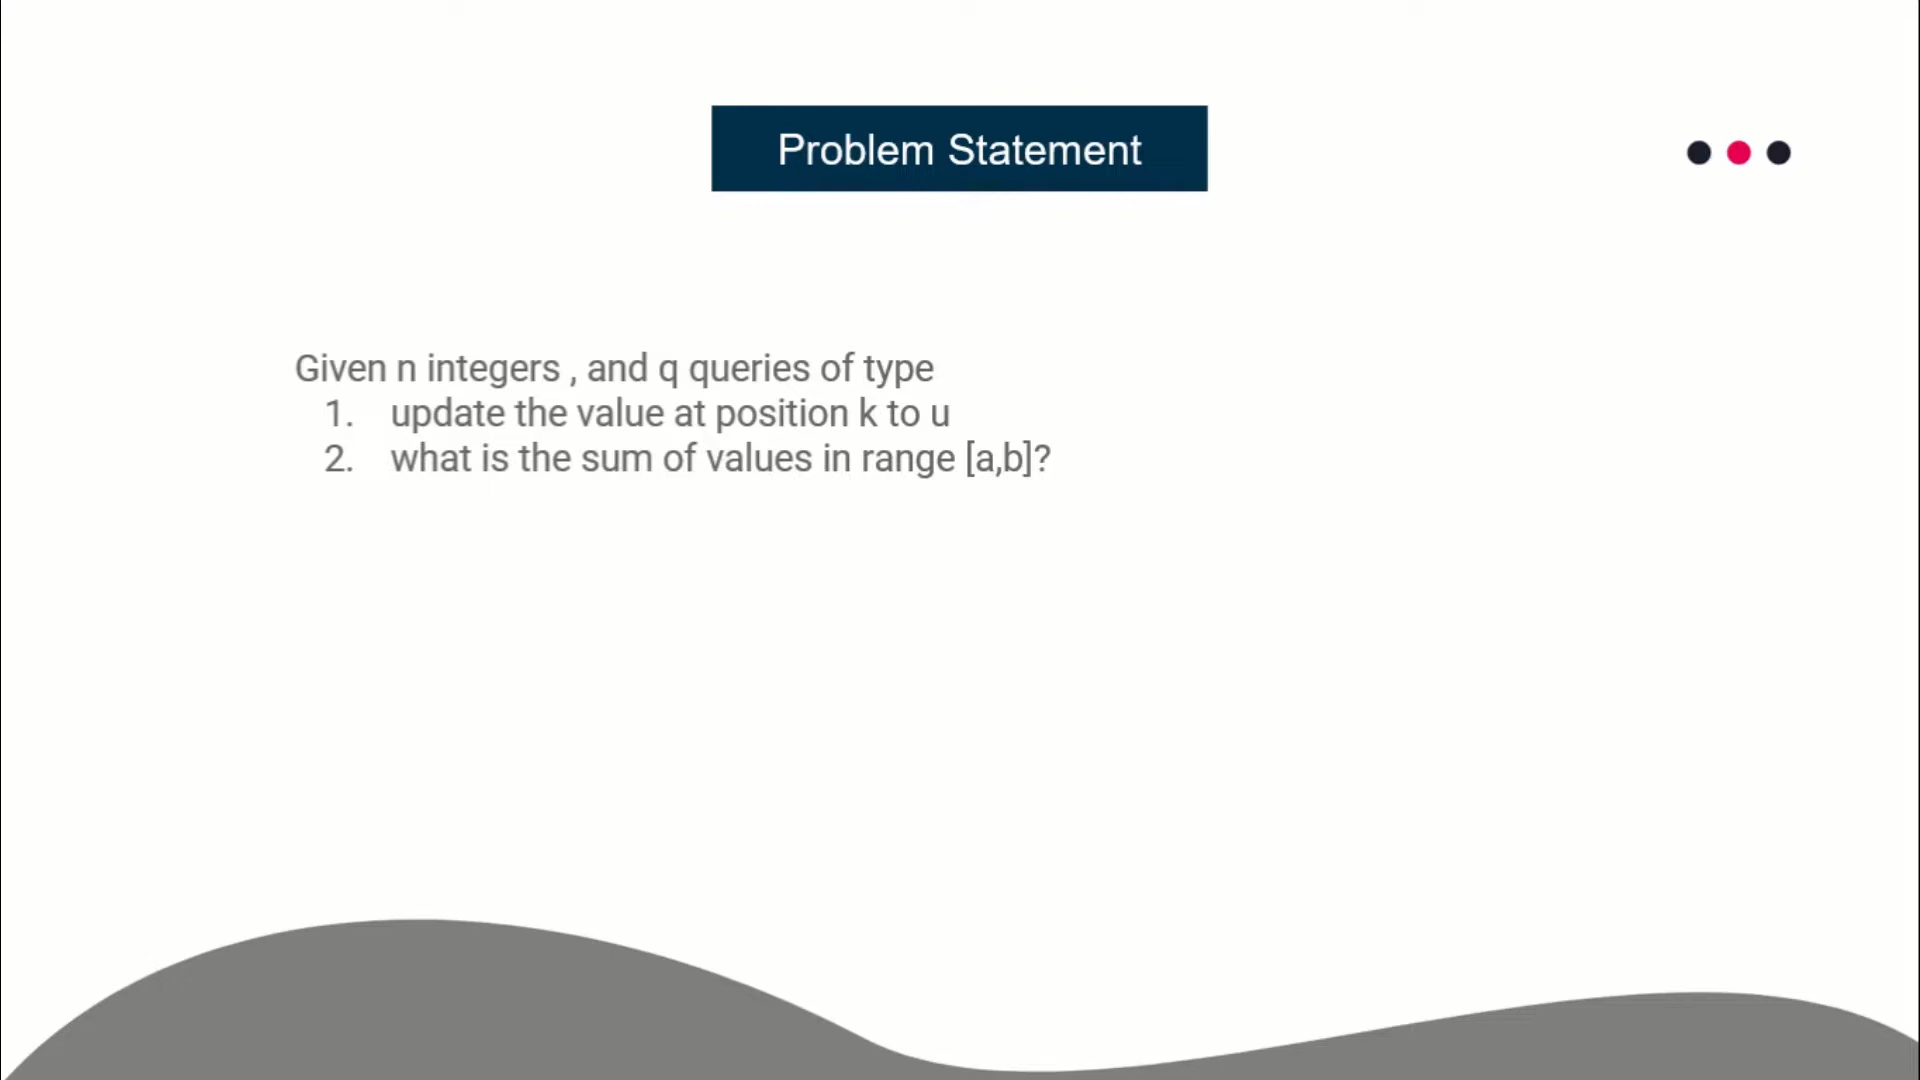 Problem Statement
Given n integers , and q queries of type
1. update the value at position k to u
2. what is the sum of values in range [a,b]?